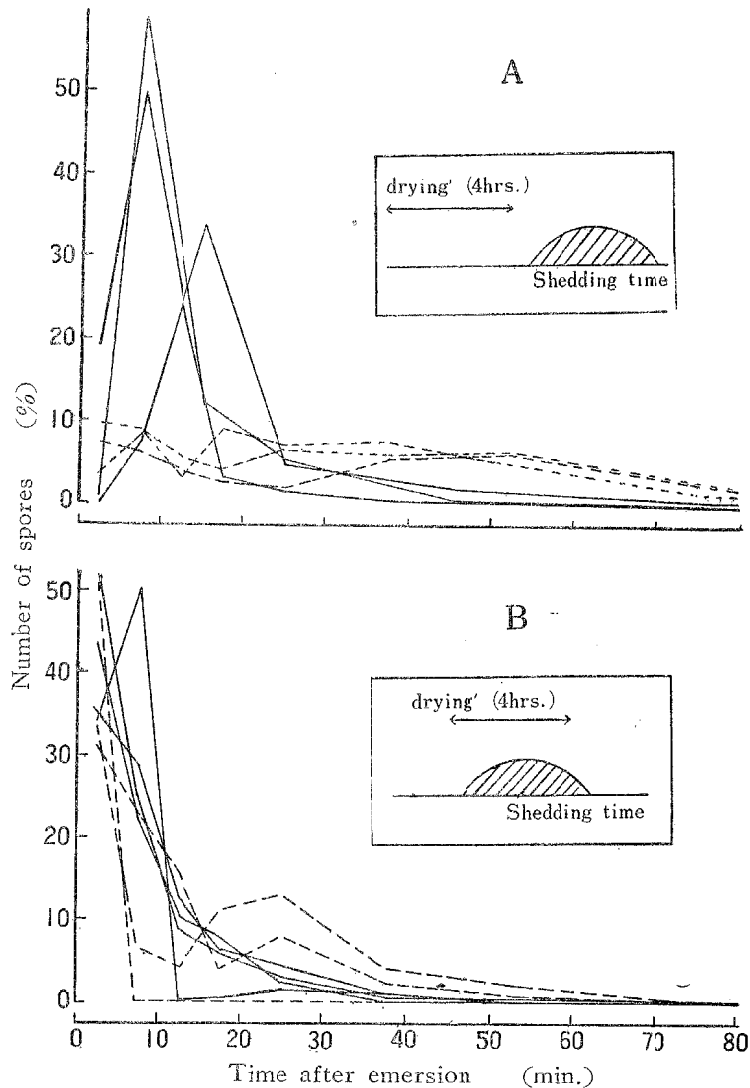 A
50
40
30
20
10
0
drying' (4hrs.)
Shedding time
Number of spores (%)
B
50
40
30
20
10
0
drying' (4hrs.)
Shedding time
0 10 20 30 40 50 60 70 80
Time after emersion (min.)